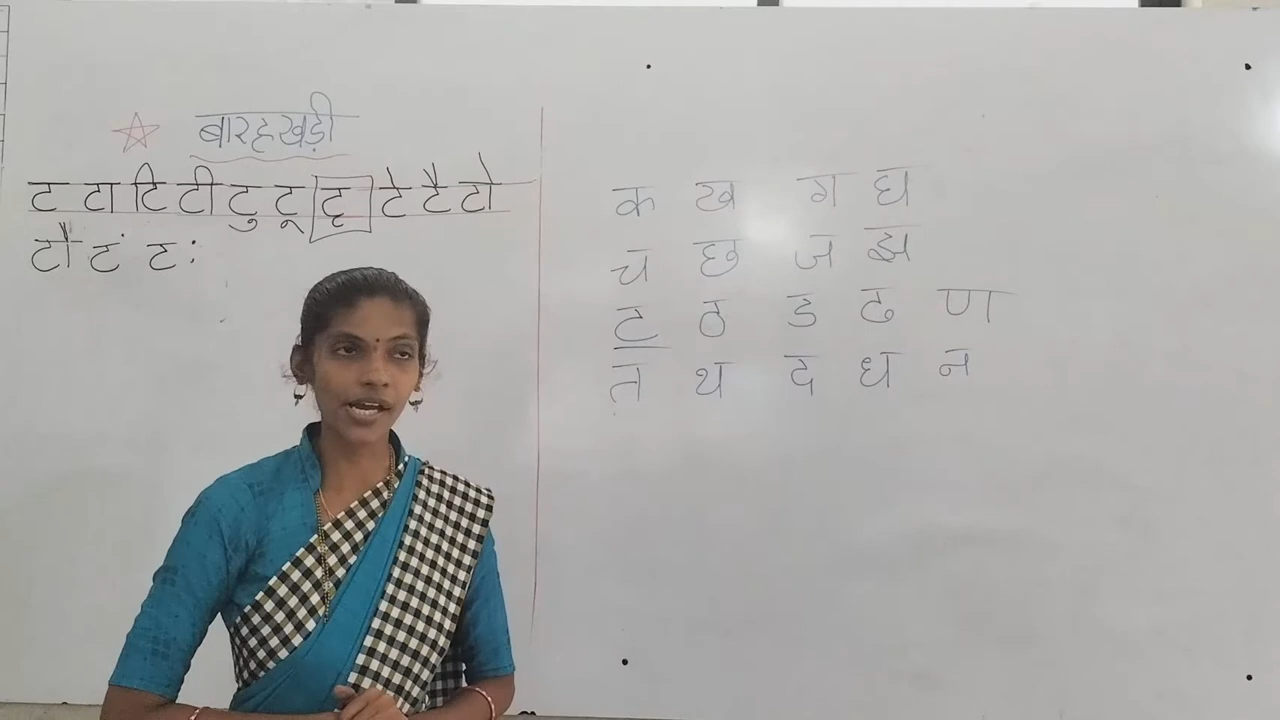 बारहखड़ी
ट टा टि टी टु टू टृ टे टै टो
टौ टं टः
क ख ग घ
च छ ज झ
ट ठ ड ढ ण
त थ द ध न